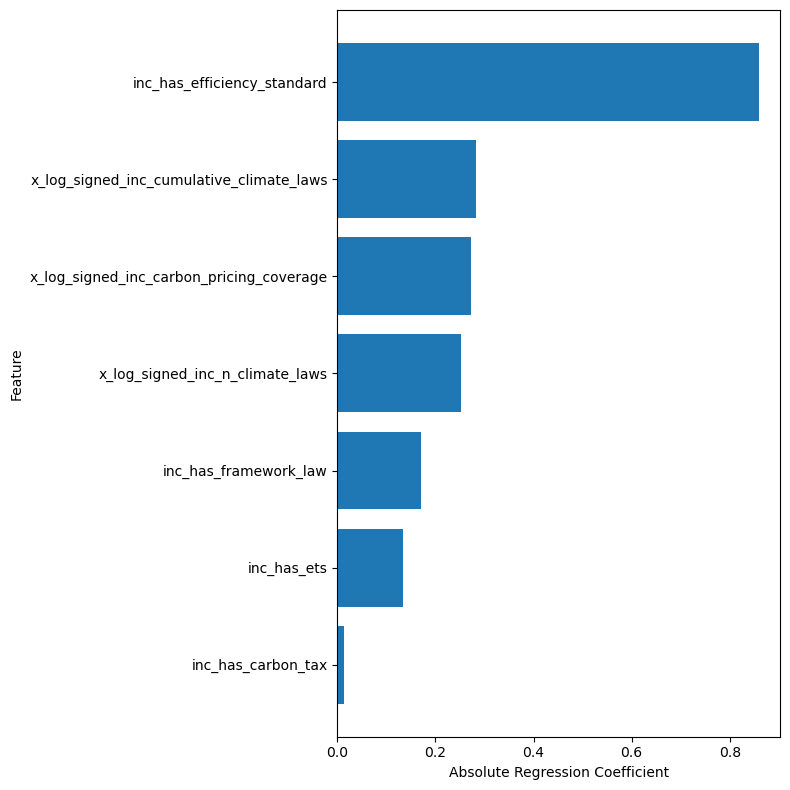 inc_has_efficiency_standard
x_log_signed_inc_cumulative_climate_laws
x_log_signed_inc_carbon_pricing_coverage
x_log_signed_inc_n_climate_laws
inc_has_framework_law
inc_has_ets
inc_has_carbon_tax
Feature
0.0 0.2 0.4 0.6 0.8
Absolute Regression Coefficient